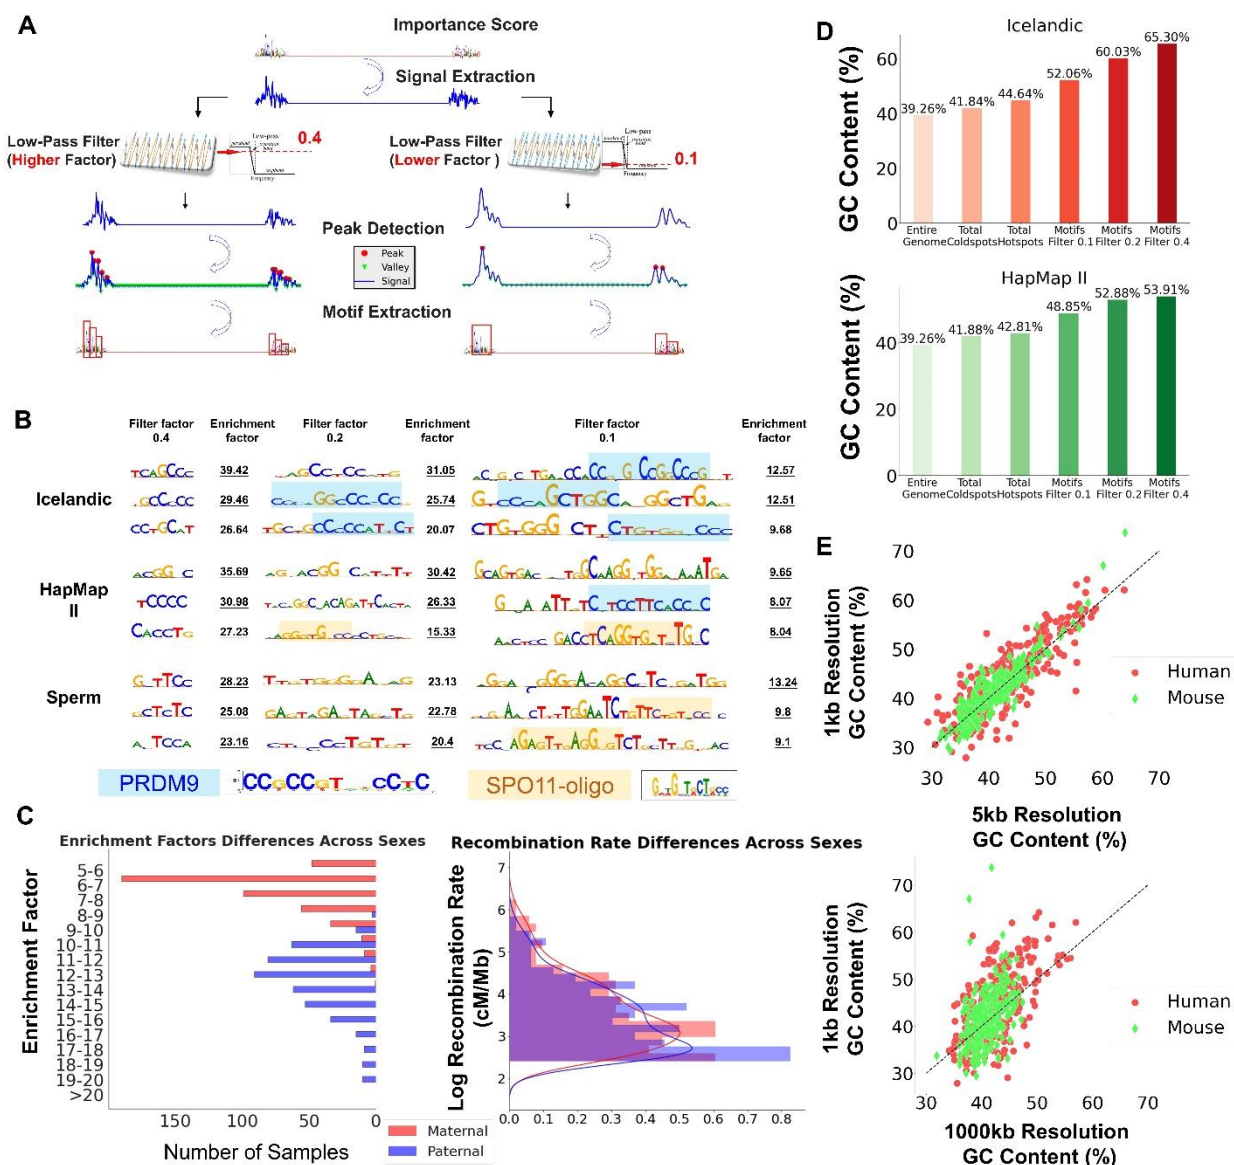 A
Importance Score
Signal Extraction
Low-Pass Filter
(Higher Factor)
0.4
Low-pass
Frequency
Low-Pass Filter
(Lower Factor )
0.1
Low-pass
Frequency
Peak Detection
Peak
Valley
Signal
Motif Extraction
B
Filter factor
0.4
Enrichment
factor
Filter factor
0.2
Enrichment
factor
Filter factor
0.1
Enrichment
factor
Icelandic
39.42
31.05
12.57
29.46
25.74
12.51
26.64
20.07
9.68
HapMap
II
35.69
30.42
9.65
30.98
26.33
8.07
27.23
15.33
8.04
Sperm
28.23
23.13
13.24
25.08
22.78
9.8
23.16
20.4
9.1
PRDM9
SPO11-oligo
C
Enrichment Factors Differences Across Sexes
Enrichment Factor
5-6
6-7
7-8
8-9
9-10
10-11
11-12
12-13
13-14
14-15
15-16
16-17
17-18
18-19
19-20
>20
150
100
50
0
Number of Samples
Maternal
Paternal
Recombination Rate Differences Across Sexes
Log Recombination Rate
(cM/Mb)
7
6
5
4
3
2
0.0
0.1
0.2
0.3
0.4
0.5
0.6
0.7
0.8
D
Icelandic
GC Content (%)
60
40
20
0
39.26%
41.84%
44.64%
52.06%
60.03%
65.30%
Entire
Genome
Total
Coldspots
Total
Hotspots
Motifs
Filter 0.1
Motifs
Filter 0.2
Motifs
Filter 0.4
HapMap II
GC Content (%)
40
20
0
39.26%
41.88%
42.81%
48.85%
52.88%
53.91%
Entire
Genome
Total
Coldspots
Total
Hotspots
Motifs
Filter 0.1
Motifs
Filter 0.2
Motifs
Filter 0.4
E
1kb Resolution
GC Content (%)
70
60
50
40
30
30
40
50
60
70
Human
Mouse
5kb Resolution
GC Content (%)
1kb Resolution
GC Content (%)
70
60
50
40
30
30
40
50
60
70
Human
Mouse
1000kb Resolution
GC Content (%)